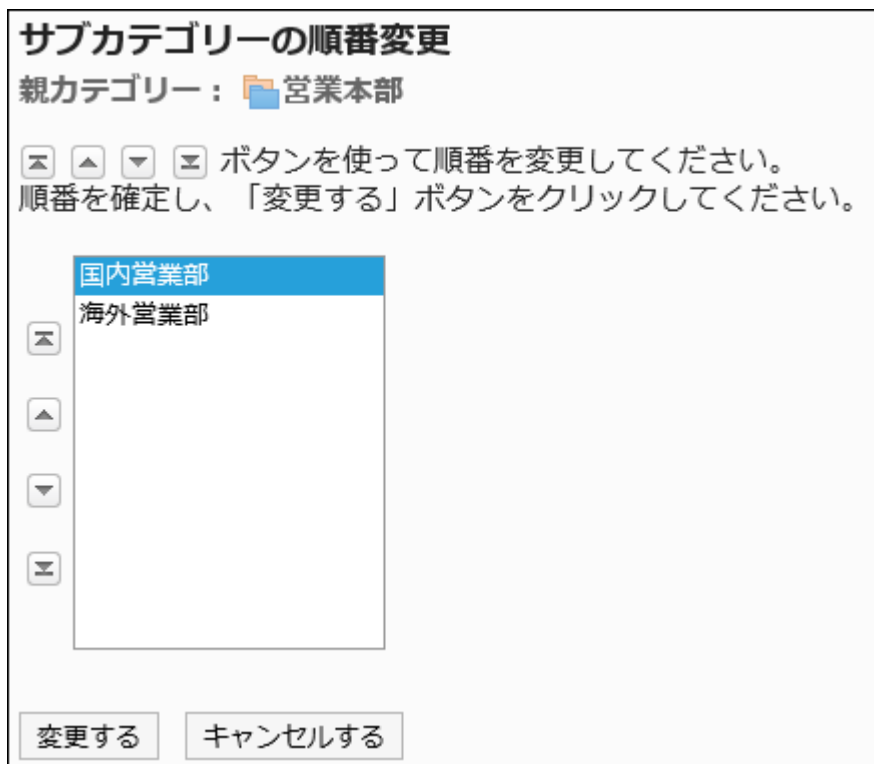 サブカテゴリーの順番変更
親カテゴリー： 営業本部
ボタンを使って順番を変更してください。
順番を確定し、「変更する」ボタンをクリックしてください。
国内営業部
海外営業部
変更する キャンセルする